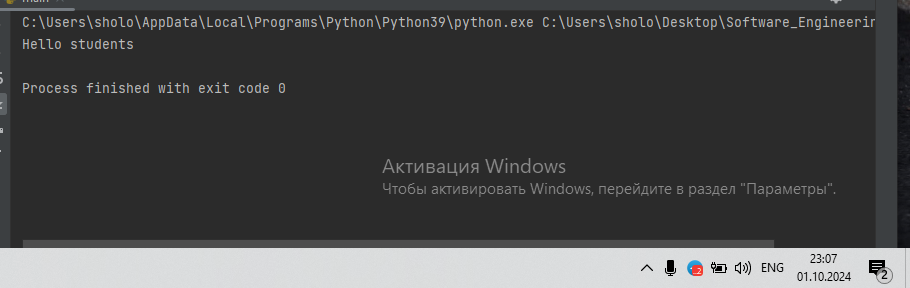 main
C:\Users\sholo\AppData\Local\Programs\Python\Python39\python.exe C:\Users\sholo\Desktop\Software_Engineerin
Hello students
Process finished with exit code 0
Активация Windows
Чтобы активировать Windows, перейдите в раздел "Параметры".
ENG
23:07
01.10.2024
2